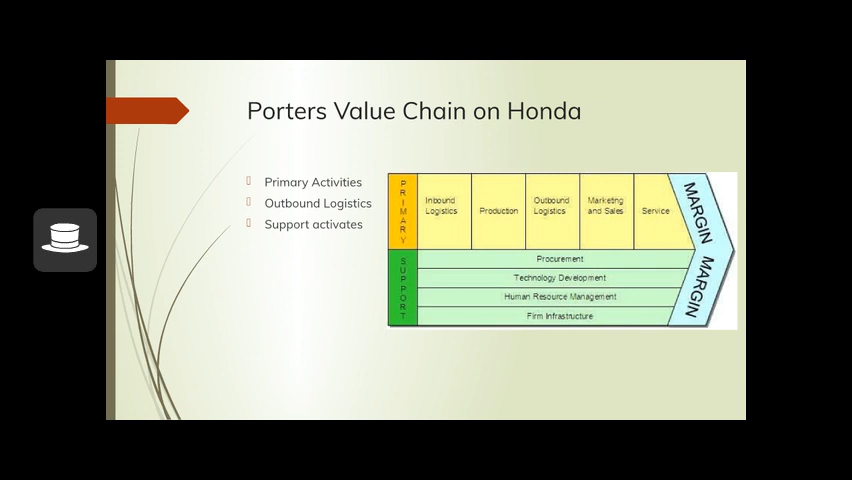 Porters Value Chain on Honda
Primary Activities
Outbound Logistics
Support activates
PRIMARY
Inbound
Logistics
Production
Outbound
Logistics
Marketing
and Sales
Service
MARGIN
SUPPORT
Procurement
Technology Development
Human Resource Management
Firm Infrastructure
MARGIN